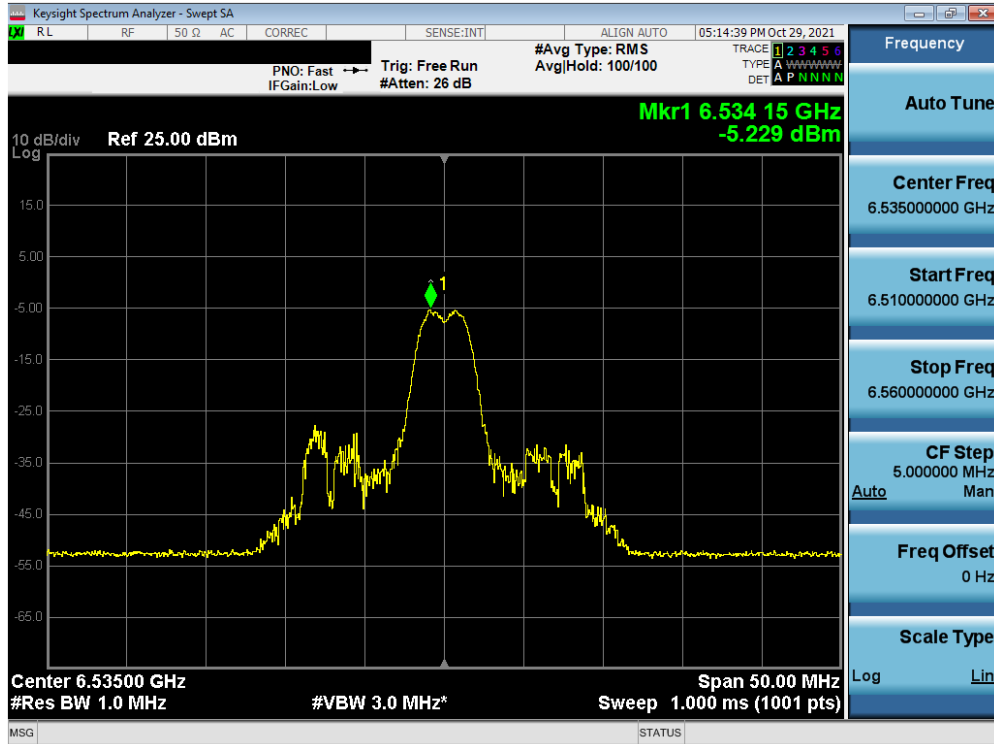 Keysight Spectrum Analyzer - Swept SA
LXI RL RF 50 Ω AC CORREC SENSE:INT ALIGN AUTO 05:14:39 PM Oct 29, 2021
PNO: Fast
IFGain:Low
Trig: Free Run
#Atten: 26 dB
#Avg Type: RMS
Avg|Hold: 100/100
TRACE 1 2 3 4 5 6
TYPE A WWWWW
DET A P N N N N
Mkr1 6.534 15 GHz
-5.229 dBm
10 dB/div Ref 25.00 dBm
Log
15.0
5.00
-5.00
-15.0
-25.0
-35.0
-45.0
-55.0
-65.0
1
Center 6.53500 GHz Span 50.00 MHz
#Res BW 1.0 MHz #VBW 3.0 MHz* Sweep 1.000 ms (1001 pts)
MSG STATUS
Frequency
Auto Tune
Center Freq
6.535000000 GHz
Start Freq
6.510000000 GHz
Stop Freq
6.560000000 GHz
CF Step
5.000000 MHz
Auto Man
Freq Offset
0 Hz
Scale Type
Log Lin